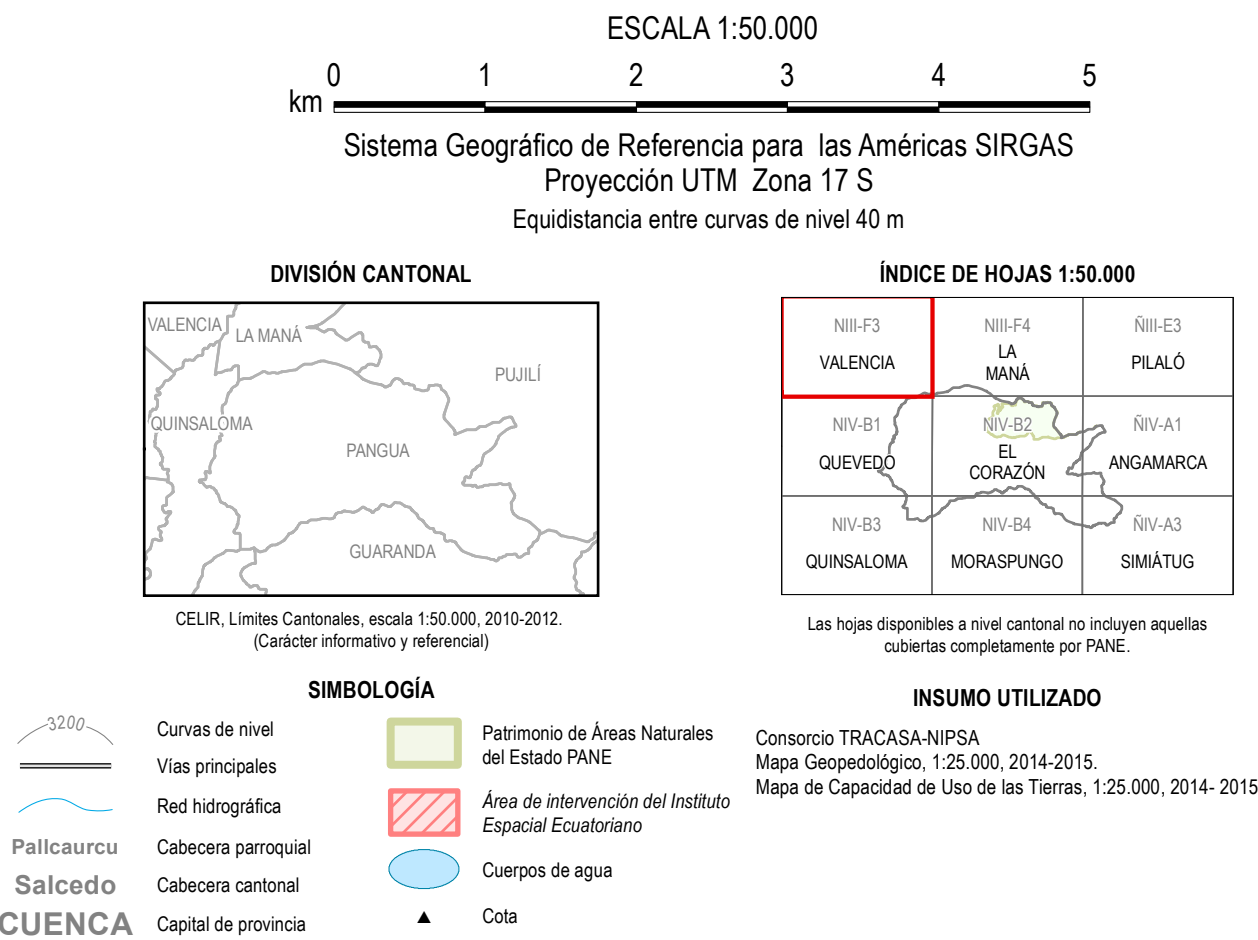 ESCALA 1:50.000
0 1 2 3 4 5
km
Sistema Geográfico de Referencia para las Américas SIRGAS
Proyección UTM Zona 17 S
Equidistancia entre curvas de nivel 40 m
DIVISIÓN CANTONAL
VALENCIA
LA MANÁ
PUJILÍ
QUINSALOMA
PANGUA
GUARANDA
CELIR, Límites Cantonales, escala 1:50.000, 2010-2012.
(Carácter informativo y referencial)
ÍNDICE DE HOJAS 1:50.000
NIII-F3
VALENCIA
NIII-F4
LA
MANÁ
ÑIII-E3
PILALÓ
NIV-B1
QUEVEDO
NIV-B2
EL
CORAZÓN
ÑIV-A1
ANGAMARCA
NIV-B3
QUINSALOMA
NIV-B4
MORASPUNGO
ÑIV-A3
SIMIÁTUG
Las hojas disponibles a nivel cantonal no incluyen aquellas
cubiertas completamente por PANE.
SIMBOLOGÍA
3200
Curvas de nivel
Vías principales
Red hidrográfica
Pallcaurcu Cabecera parroquial
Salcedo Cabecera cantonal
CUENCA Capital de provincia
Patrimonio de Áreas Naturales
del Estado PANE
Área de intervención del Instituto
Espacial Ecuatoriano
Cuerpos de agua
Cota
INSUMO UTILIZADO
Consorcio TRACASA-NIPSA
Mapa Geopedológico, 1:25.000, 2014-2015.
Mapa de Capacidad de Uso de las Tierras, 1:25.000, 2014- 2015